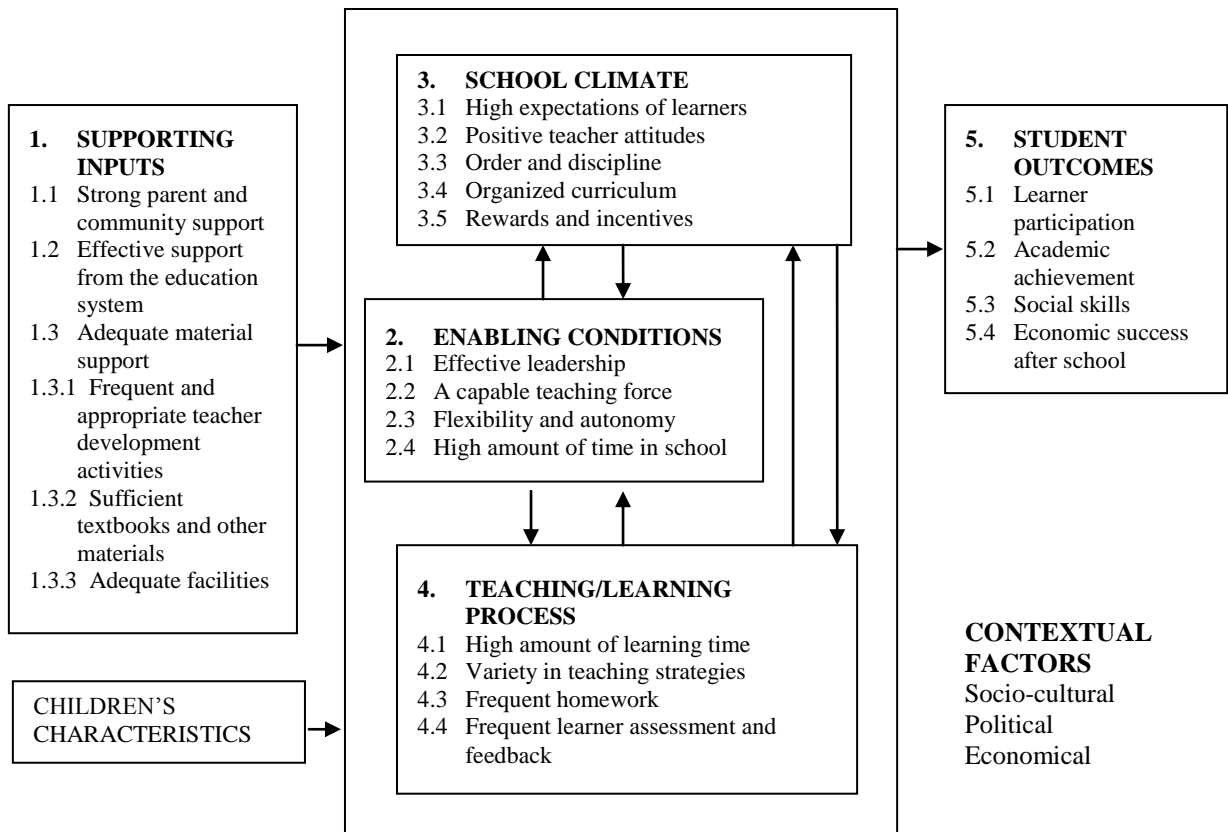 1. SUPPORTING
INPUTS
1.1 Strong parent and
community support
1.2 Effective support
from the education
system
1.3 Adequate material
support
1.3.1 Frequent and
appropriate teacher
development
activities
1.3.2 Sufficient
textbooks and other
materials
1.3.3 Adequate facilities
CHILDREN’S
CHARACTERISTICS
3. SCHOOL CLIMATE
3.1 High expectations of learners
3.2 Positive teacher attitudes
3.3 Order and discipline
3.4 Organized curriculum
3.5 Rewards and incentives
2. ENABLING CONDITIONS
2.1 Effective leadership
2.2 A capable teaching force
2.3 Flexibility and autonomy
2.4 High amount of time in school
4. TEACHING/LEARNING
PROCESS
4.1 High amount of learning time
4.2 Variety in teaching strategies
4.3 Frequent homework
4.4 Frequent learner assessment and
feedback
5. STUDENT
OUTCOMES
5.1 Learner
participation
5.2 Academic
achievement
5.3 Social skills
5.4 Economic success
after school
CONTEXTUAL
FACTORS
Socio-cultural
Political
Economical